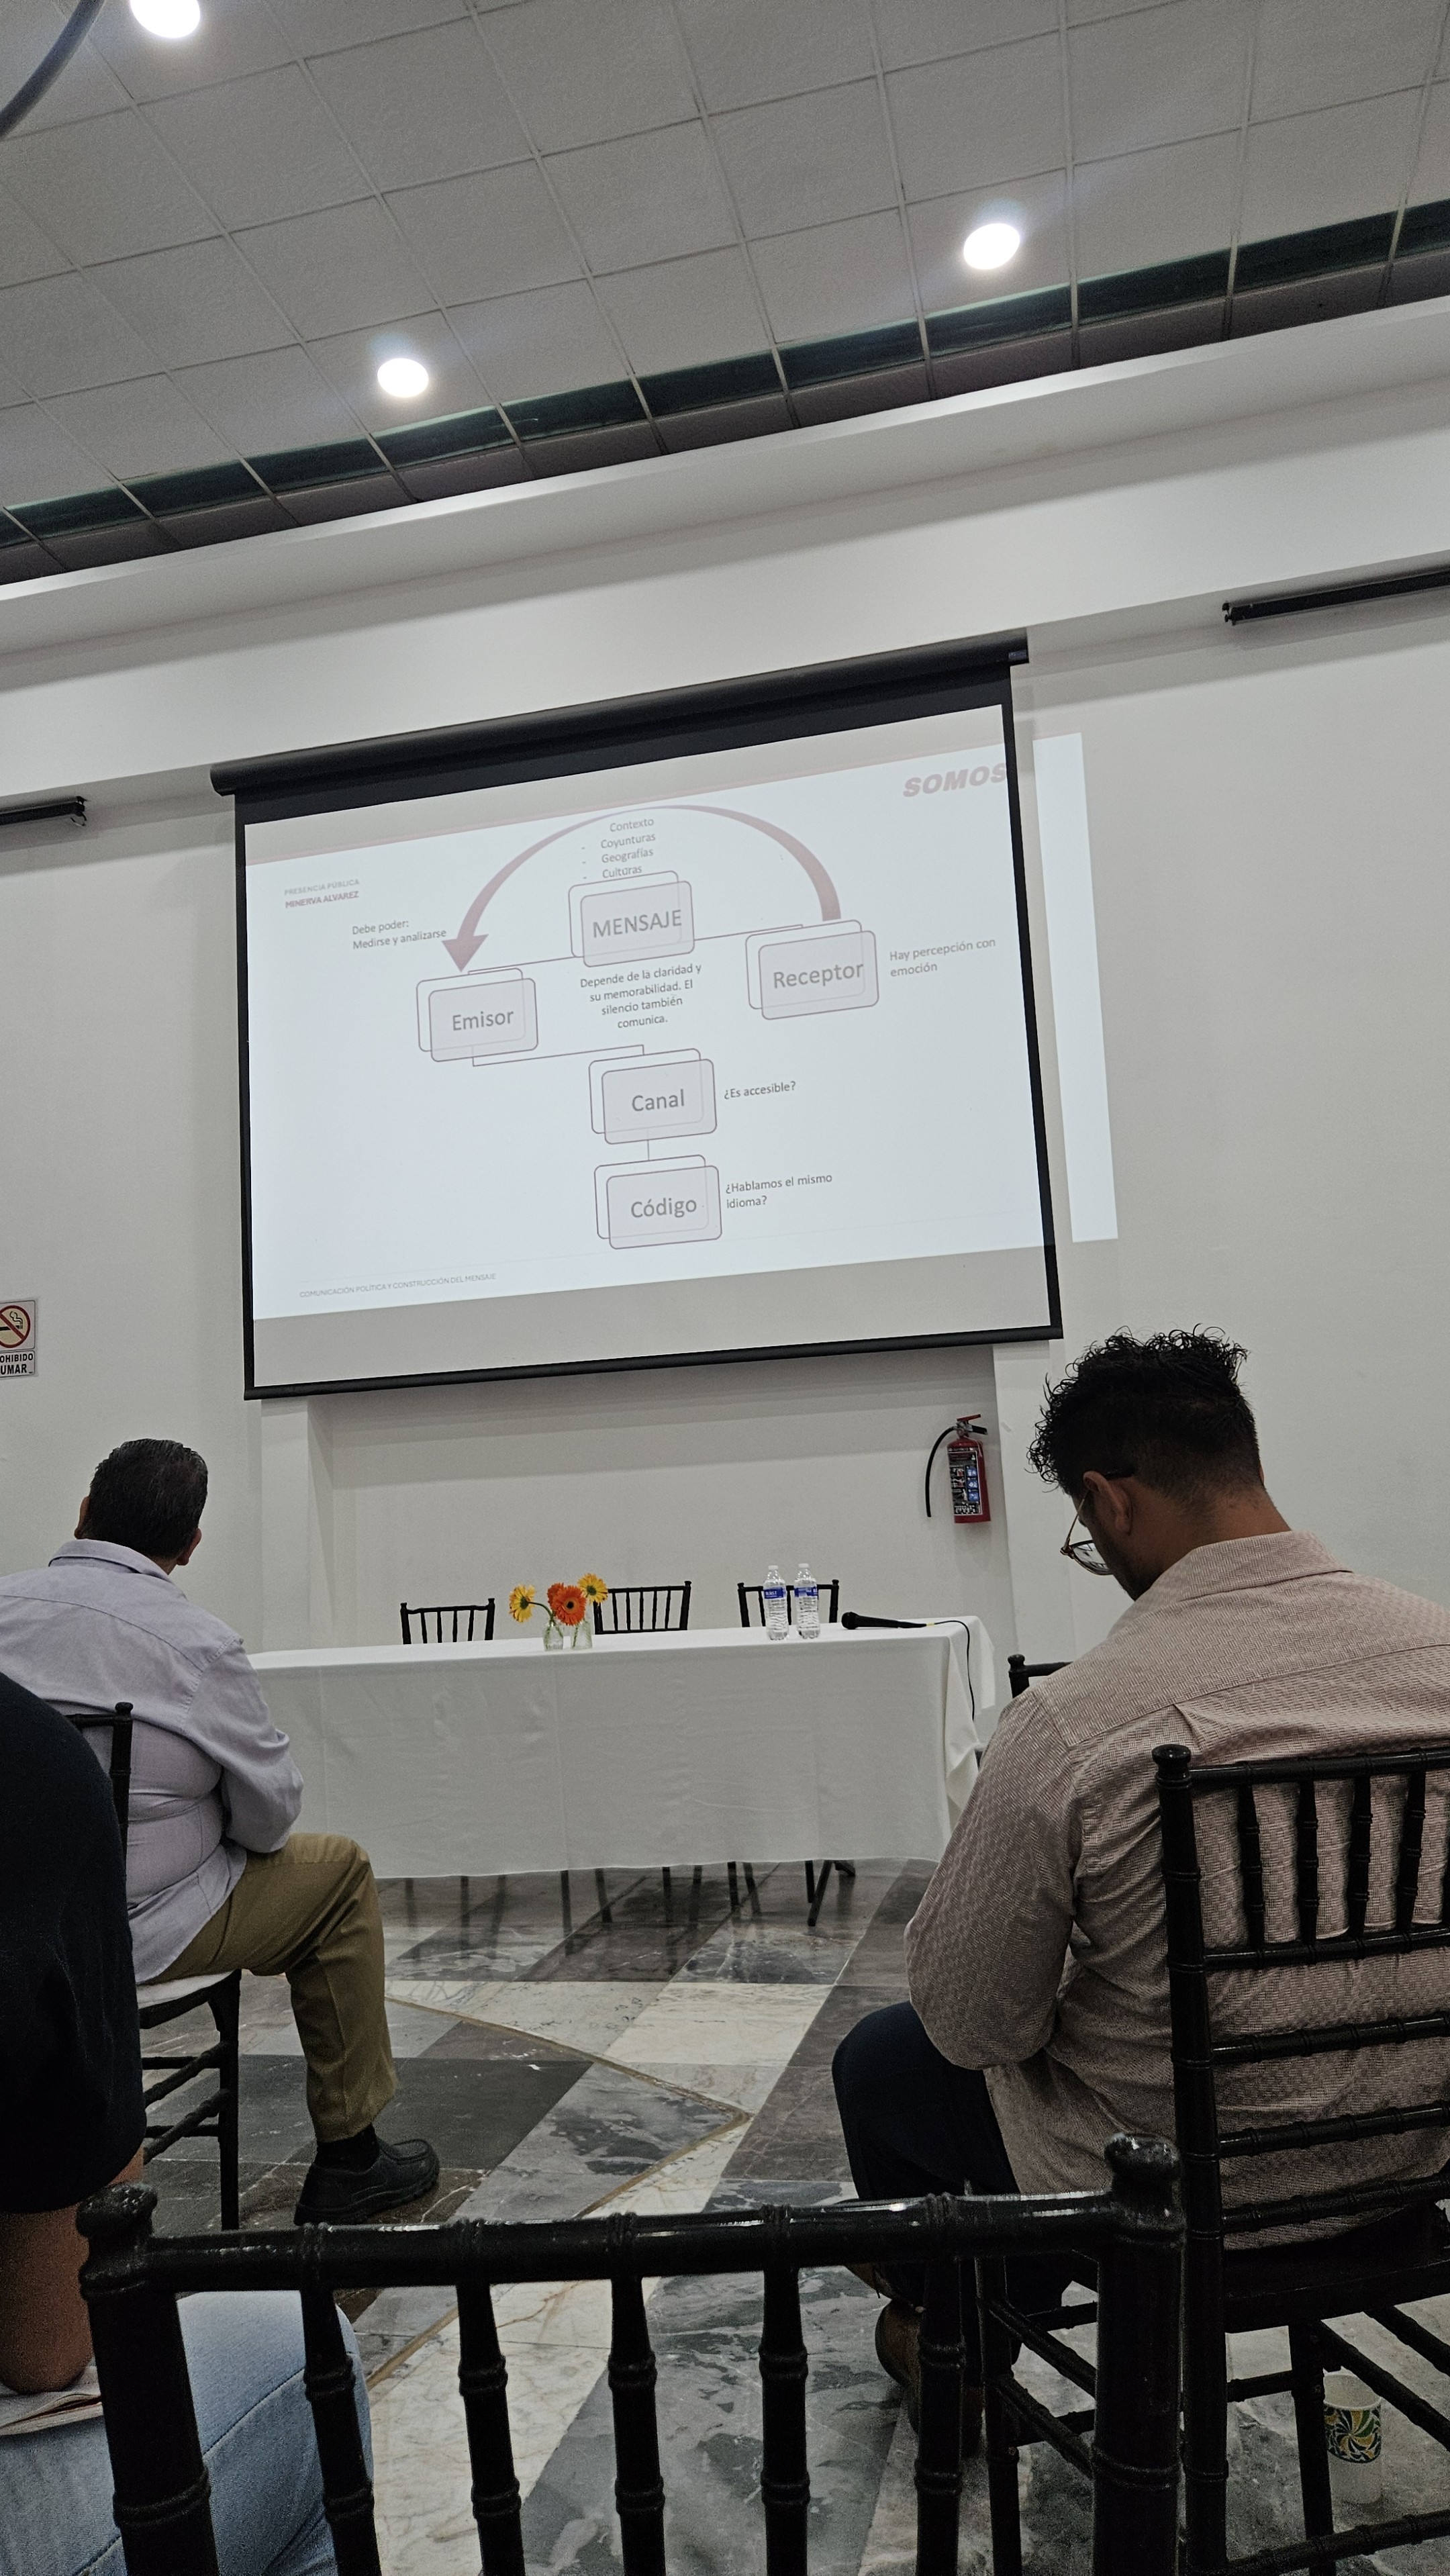 SOMOS
PRESENCIA PÚBLICA
MINERVA ALVAREZ
Contexto
- Coyunturas
- Geografías
- Culturas
Debe poder:
Medirse y analizarse
MENSAJE
Depende de la claridad y
su memorabilidad. El
silencio también
comunica.
Emisor
Receptor
Hay percepción con
emoción
Canal
¿Es accesible?
Código
¿Hablamos el mismo
idioma?
COMUNICACIÓN POLÍTICA Y CONSTRUCCIÓN DEL MENSAJE
OHIBIDO
UMAR